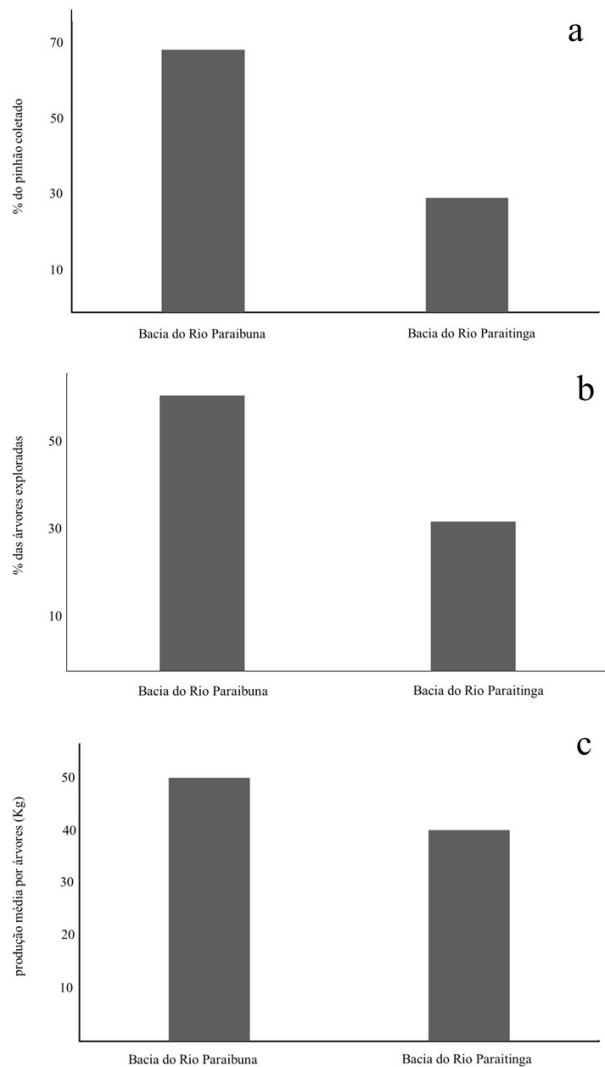 a
% do pinhão coletado
70
50
30
10
Bacia do Rio Paraibuna
Bacia do Rio Paraitinga
b
% das árvores exploradas
50
30
10
Bacia do Rio Paraibuna
Bacia do Rio Paraitinga
c
produção média por árvores (Kg)
50
40
30
20
10
Bacia do Rio Paraibuna
Bacia do Rio Paraitinga